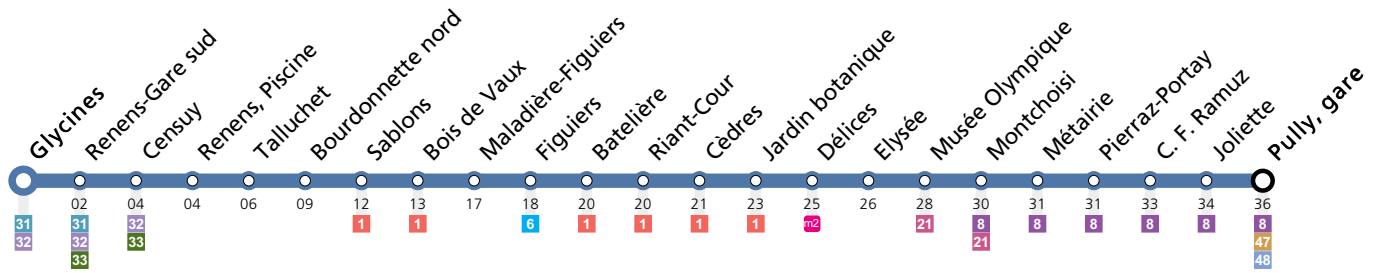 Glycines
Renens-Gare sud
Censuy
Renens, Piscine
Talluchet
Bourdonnette nord
Sablons
Bois de Vaux
Maladière-Figuiers
Figuiers
Batelière
Riant-Cour
Cèdres
Jardin botanique
Délices
Elysée
Musée Olympique
Montchoisi
Métairie
Pierraz-Portay
C. F. Ramuz
Joliette
Pully, gare
02 04 04 06 09 12 13 17 18 20 20 21 23 25 26 28 30 31 31 33 34 36
31 31 32 1 1 6 1 1 1 1 m2 21 8 8 8 8 8 8
32 32 33 21 47
33 48